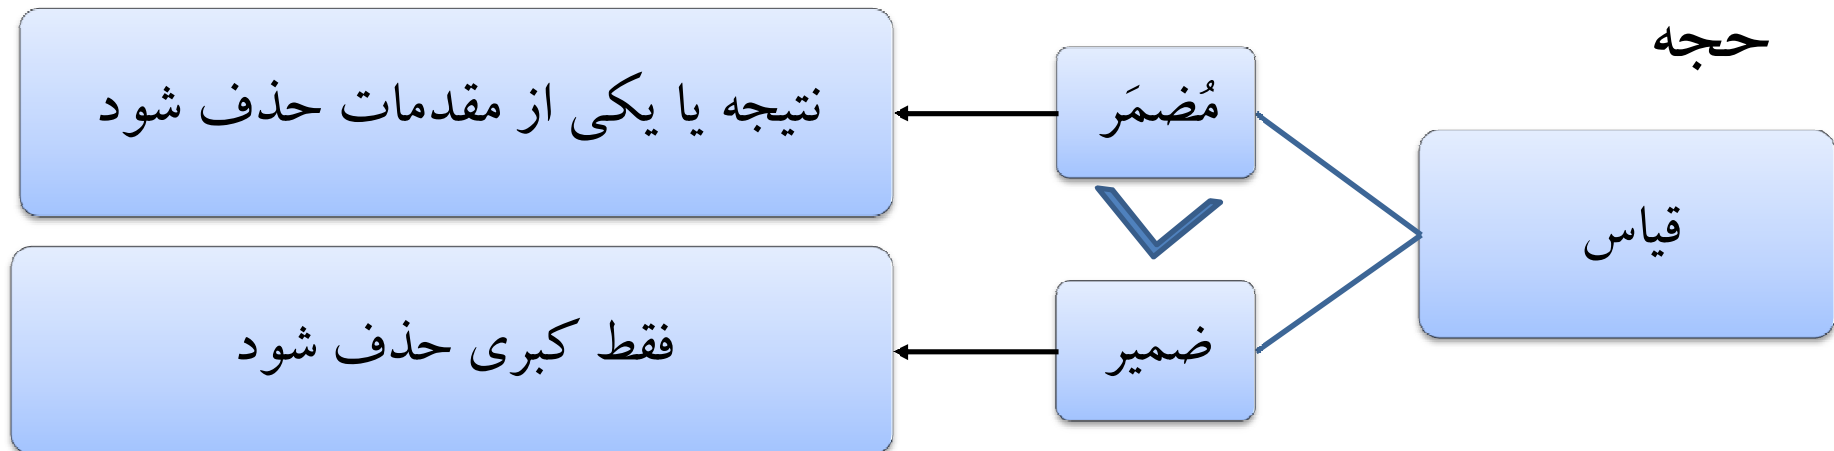 حجه
قیاس
مُضمَر
نتیجه یا یکی از مقدمات حذف شود
ضمیر
فقط کبری حذف شود